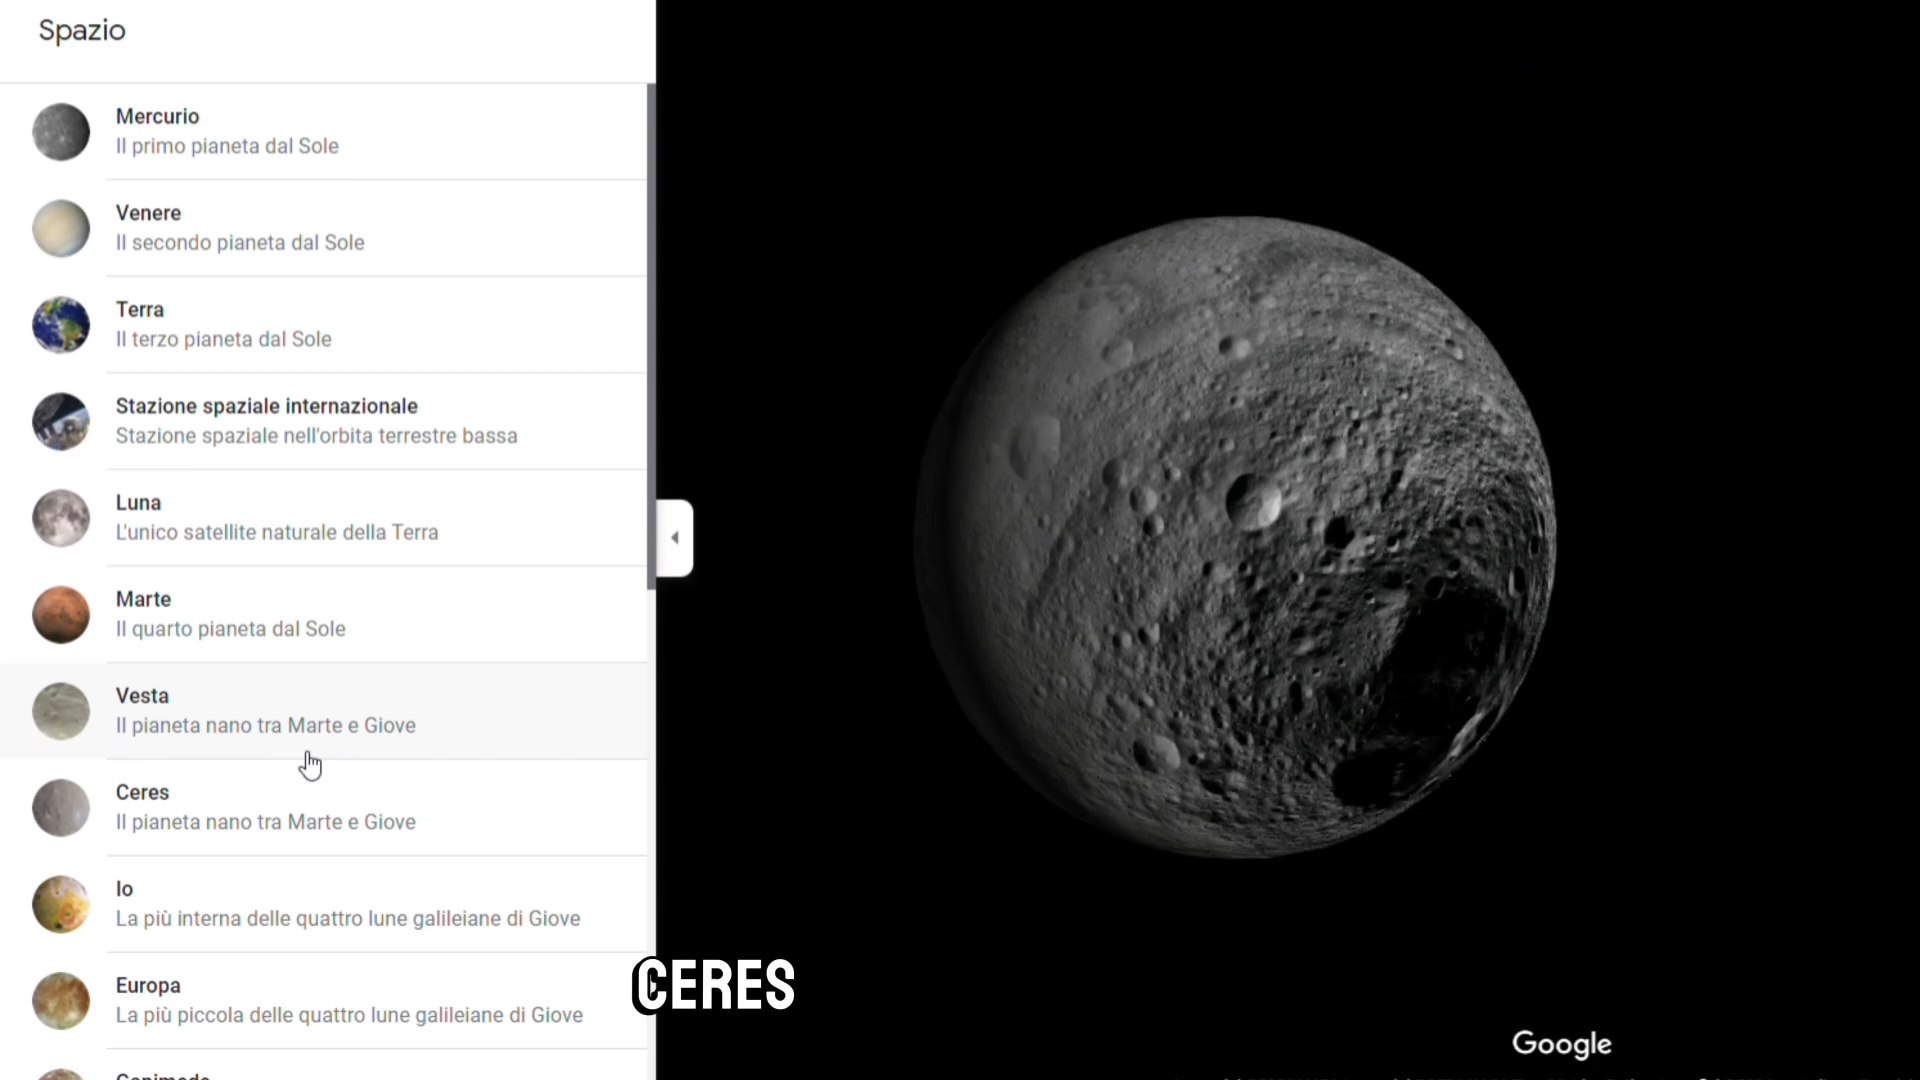 Spazio
Mercurio
Il primo pianeta dal Sole
Venere
Il secondo pianeta dal Sole
Terra
Il terzo pianeta dal Sole
Stazione spaziale internazionale
Stazione spaziale nell'orbita terrestre bassa
Luna
L'unico satellite naturale della Terra
Marte
Il quarto pianeta dal Sole
Vesta
Il pianeta nano tra Marte e Giove
Ceres
Il pianeta nano tra Marte e Giove
Io
La più interna delle quattro lune galileiane di Giove
Europa
La più piccola delle quattro lune galileiane di Giove
CERES
Google